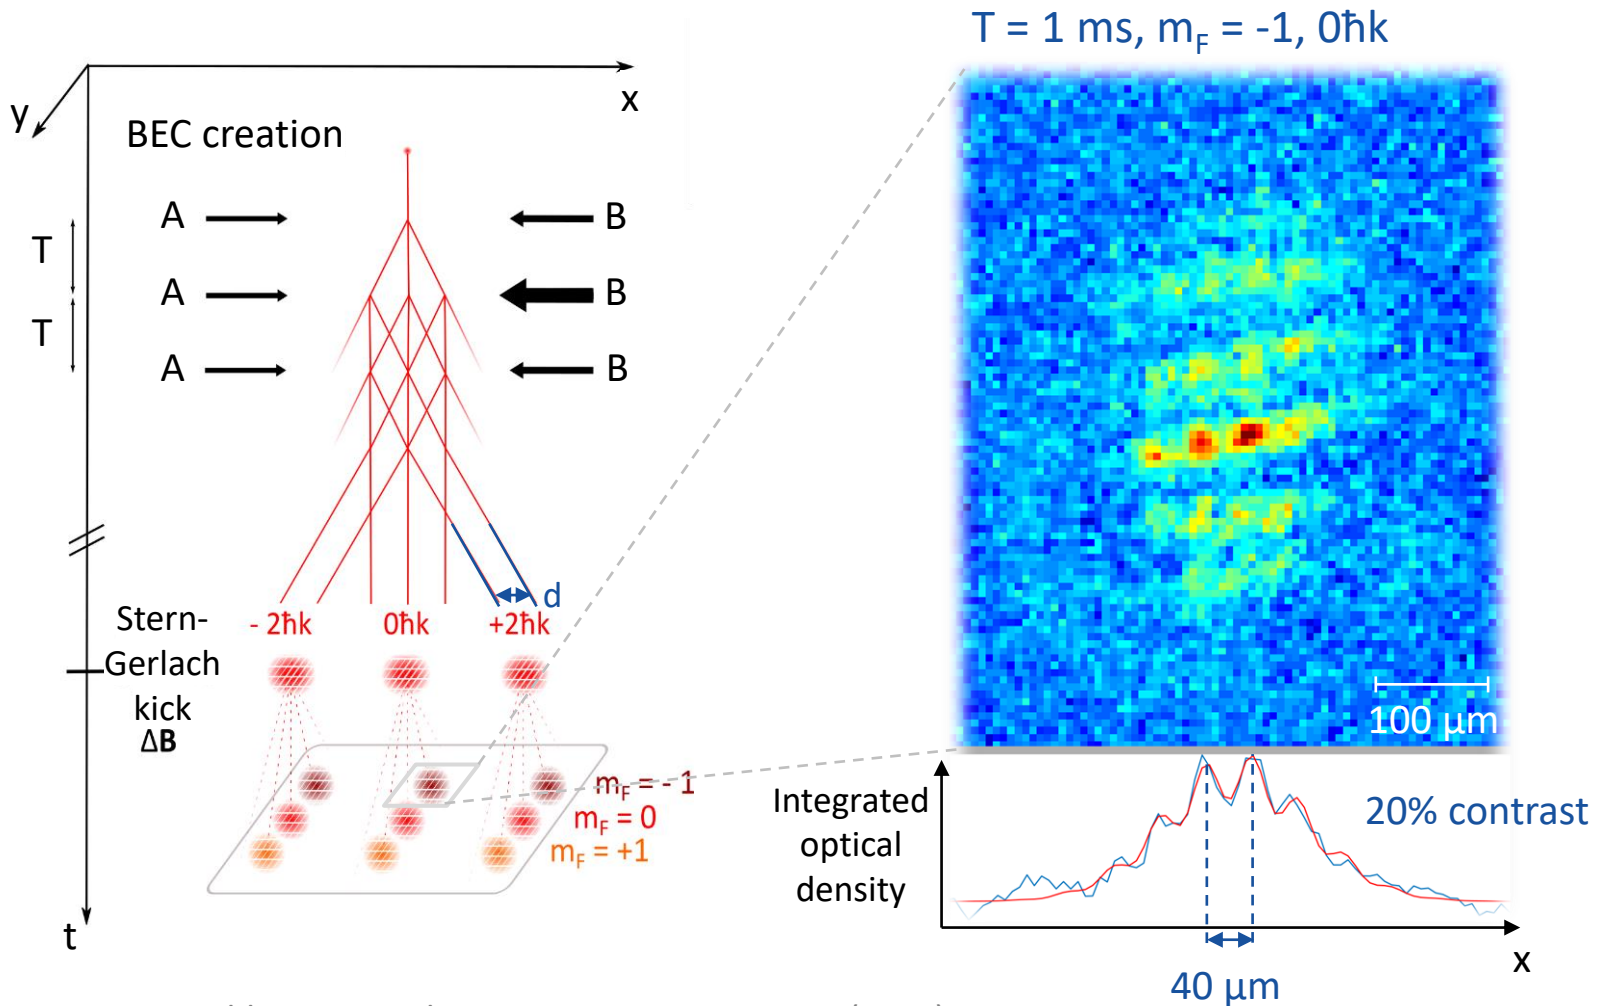 T = 1 ms, mF = -1, 0ħk
x
y
BEC creation
A
B
T
A
B
T
A
B
d
- 2ħk
0ħk
+2ħk
Stern-
Gerlach
kick
ΔB
100 µm
mF = - 1
mF = 0
mF = +1
Integrated
optical
density
20% contrast
t
x
40 µm